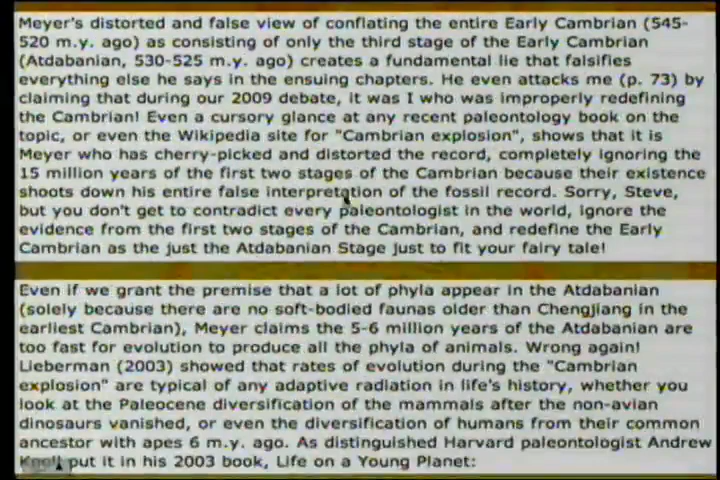 Meyer's distorted and false view of conflating the entire Early Cambrian (545-
520 m.y. ago) as consisting of only the third stage of the Early Cambrian
(Atdabanian, 530-525 m.y. ago) creates a fundamental lie that falsifies
everything else he says in the ensuing chapters. He even attacks me (p. 73) by
claiming that during our 2009 debate, it was I who was improperly redefining
the Cambrian! Even a cursory glance at any recent paleontology book on the
topic, or even the Wikipedia site for "Cambrian explosion", shows that it is
Meyer who has cherry-picked and distorted the record, completely ignoring the
15 million years of the first two stages of the Cambrian because their existence
shoots down his entire false interpretation of the fossil record. Sorry, Steve,
but you don't get to contradict every paleontologist in the world, ignore the
evidence from the first two stages of the Cambrian, and redefine the Early
Cambrian as the just the Atdabanian Stage just to fit your fairy tale!
Even if we grant the premise that a lot of phyla appear in the Atdabanian
(solely because there are no soft-bodied faunas older than Chengjiang in the
earliest Cambrian), Meyer claims the 5-6 million years of the Atdabanian are
too fast for evolution to produce all the phyla of animals. Wrong again!
Lieberman (2003) showed that rates of evolution during the "Cambrian
explosion" are typical of any adaptive radiation in life's history, whether you
look at the Paleocene diversification of the mammals after the non-avian
dinosaurs vanished, or even the diversification of humans from their common
ancestor with apes 6 m.y. ago. As distinguished Harvard paleontologist Andrew
Knoll put it in his 2003 book, Life on a Young Planet: